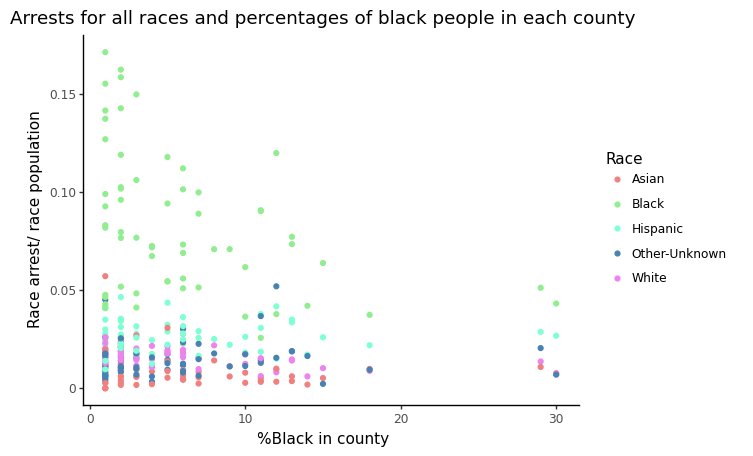 Arrests for all races and percentages of black people in each county
0.15
0.10
0.05
0
0
10
20
30
%Black in county
Race arrest/ race population
Race
Asian
Black
Hispanic
Other-Unknown
White